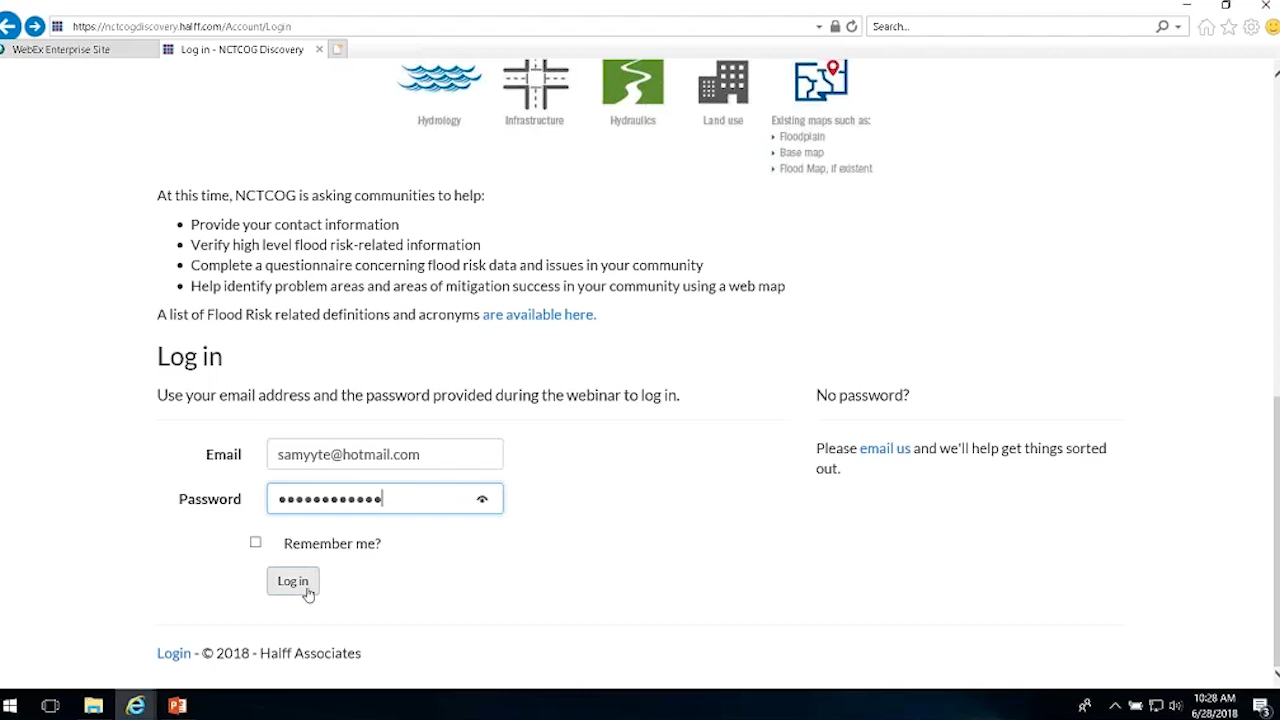 https://nctcogdiscovery.halff.com/Account/Login
Search...
WebEx Enterprise Site
Log in - NCTCOG Discovery
Hydrology
Infrastructure
Hydraulics
Land use
Existing maps such as:
Floodplain
Base map
Flood Map, if existent
At this time, NCTCOG is asking communities to help:
Provide your contact information
Verify high level flood risk-related information
Complete a questionnaire concerning flood risk data and issues in your community
Help identify problem areas and areas of mitigation success in your community using a web map
A list of Flood Risk related definitions and acronyms are available here.
Log in
Use your email address and the password provided during the webinar to log in.
No password?
Email
samyyte@hotmail.com
Please email us and we'll help get things sorted
out.
Password
Remember me?
Log in
Login - © 2018 - Halff Associates
10:28 AM
6/28/2018
3